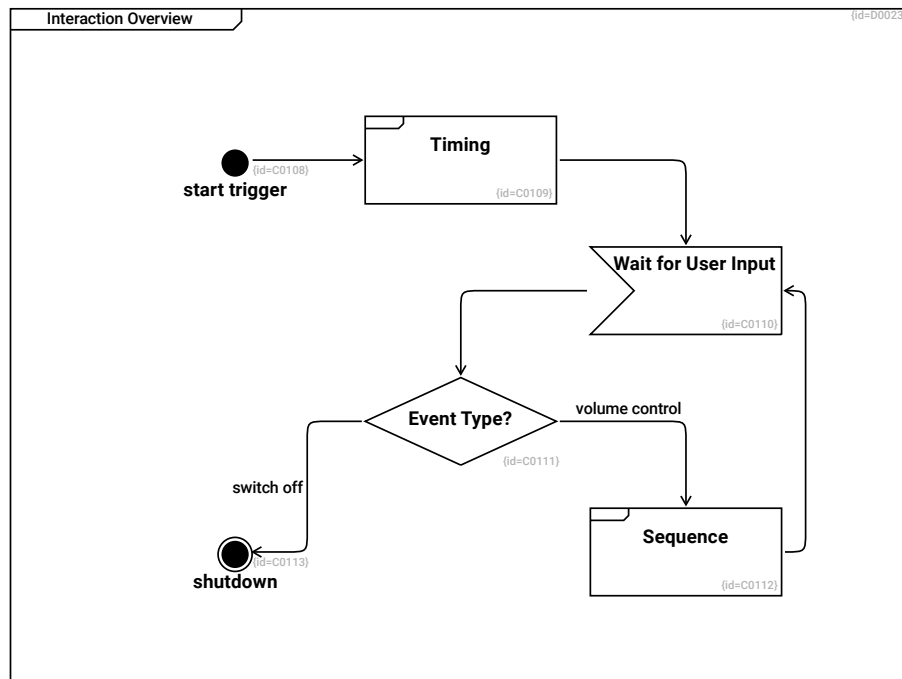 Interaction Overview
{id=D0023
Timing
{id=C0108}
start trigger
{id=C0109}
Wait for User Input
{id=C0110}
Event Type?
volume control
{id=C0111}
switch off
Sequence
{id=C0113}
shutdown
{id=C0112}